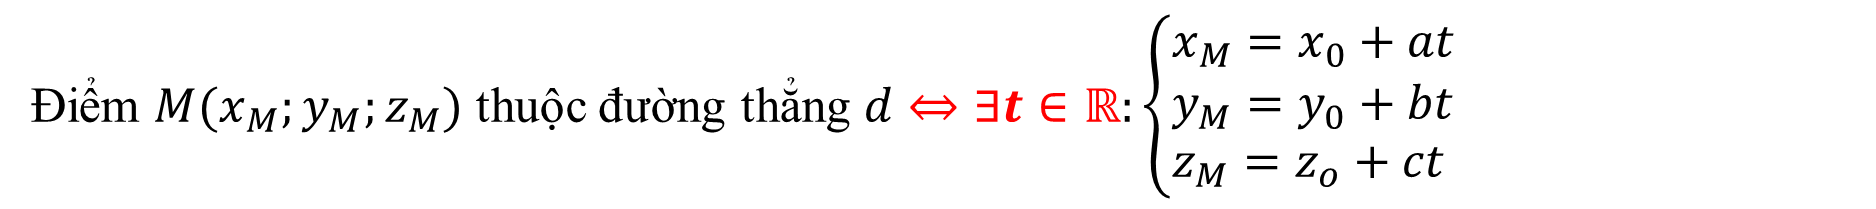 Điểm M(x_M; y_M; z_M) thuộc đường thẳng d ⇔ ∃t ∈ ℝ: { x_M = x_0 + at
y_M = y_0 + bt
z_M = z_o + ct